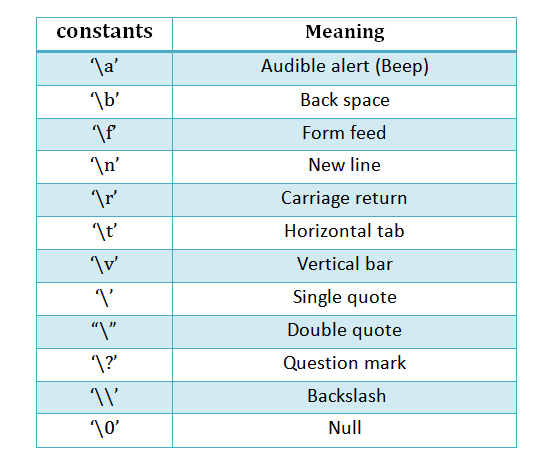 constants Meaning
‘\a’ Audible alert (Beep)
‘\b’ Back space
‘\f’ Form feed
‘\n’ New line
‘\r’ Carriage return
‘\t’ Horizontal tab
‘\v’ Vertical bar
‘\’ Single quote
“\” Double quote
‘\?’ Question mark
‘\\’ Backslash
‘\0’ Null